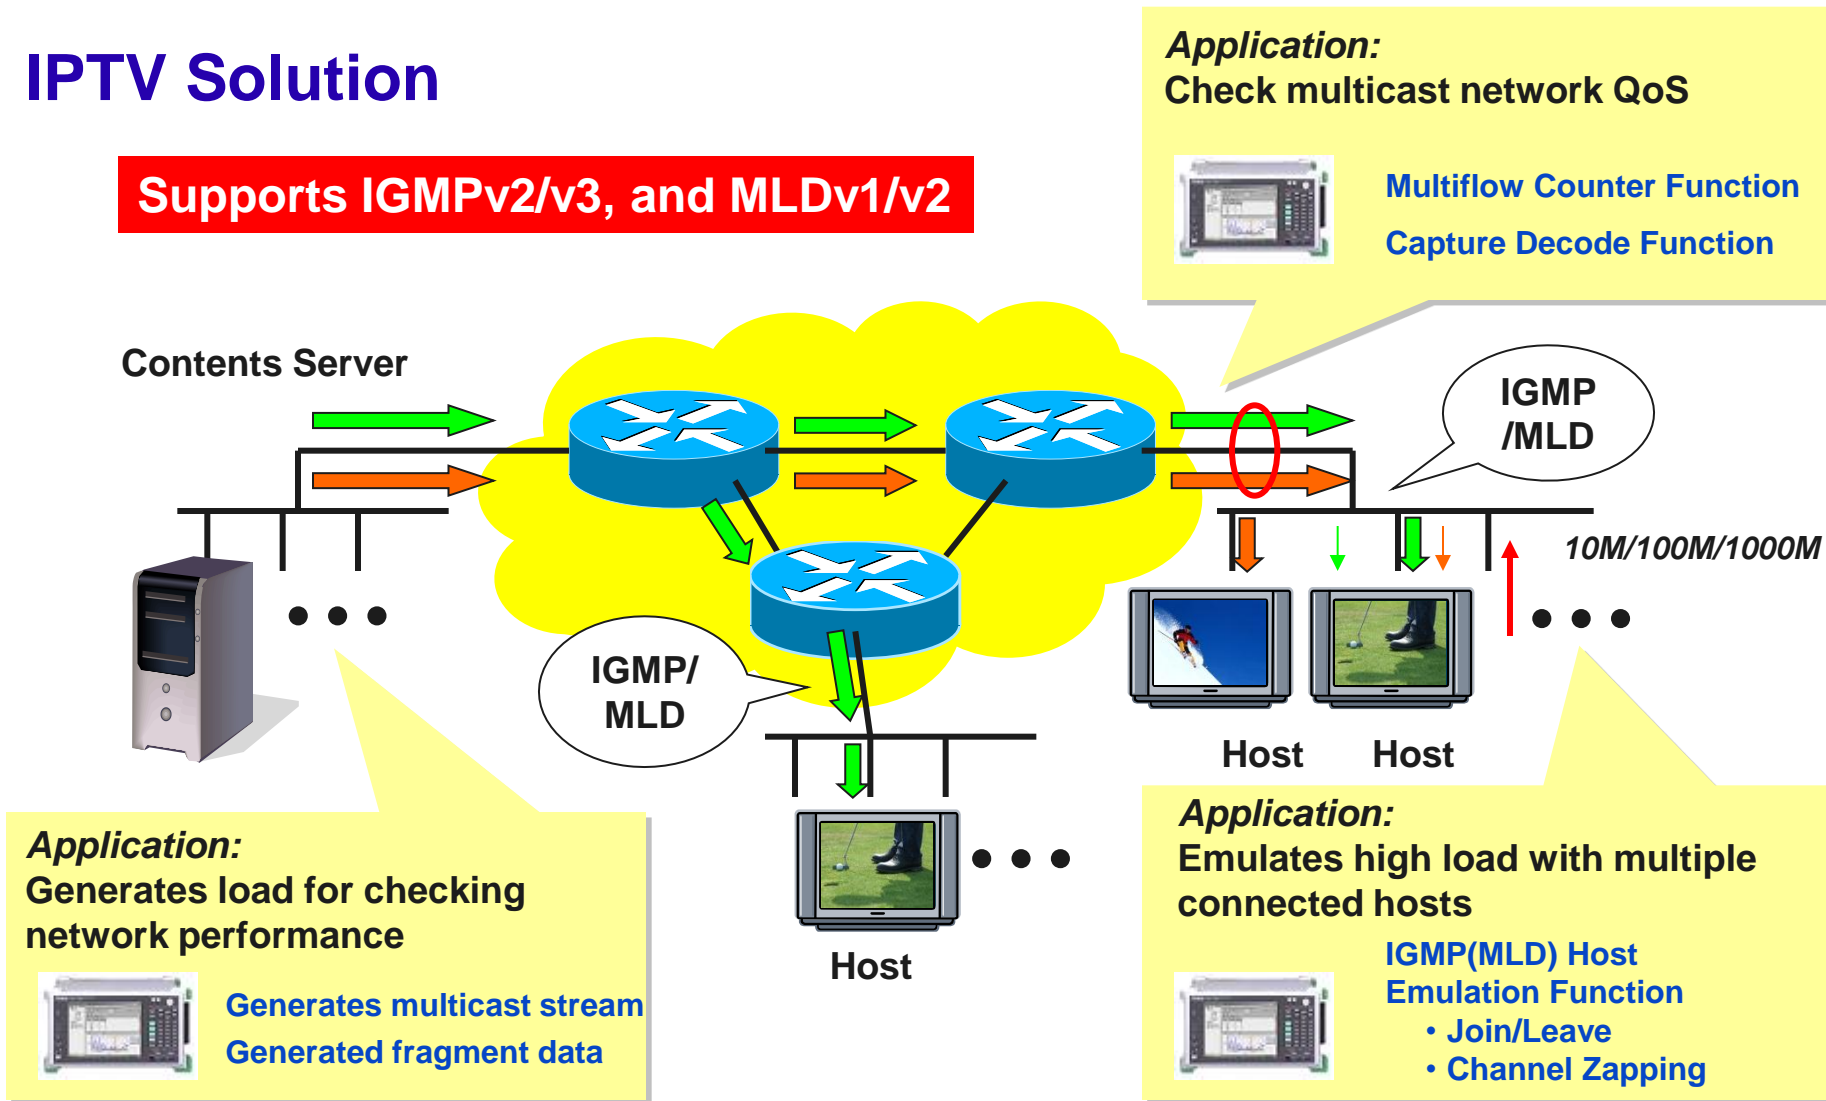 IPTV Solution
Supports IGMPv2/v3, and MLDv1/v2
Application:
Check multicast network QoS
Multiflow Counter Function
Capture Decode Function
Contents Server
IGMP
/MLD
10M/100M/1000M
IGMP/
MLD
Host
Host
Host
Application:
Generates load for checking
network performance
Generates multicast stream
Generated fragment data
Application:
Emulates high load with multiple
connected hosts
IGMP(MLD) Host
Emulation Function
• Join/Leave
• Channel Zapping